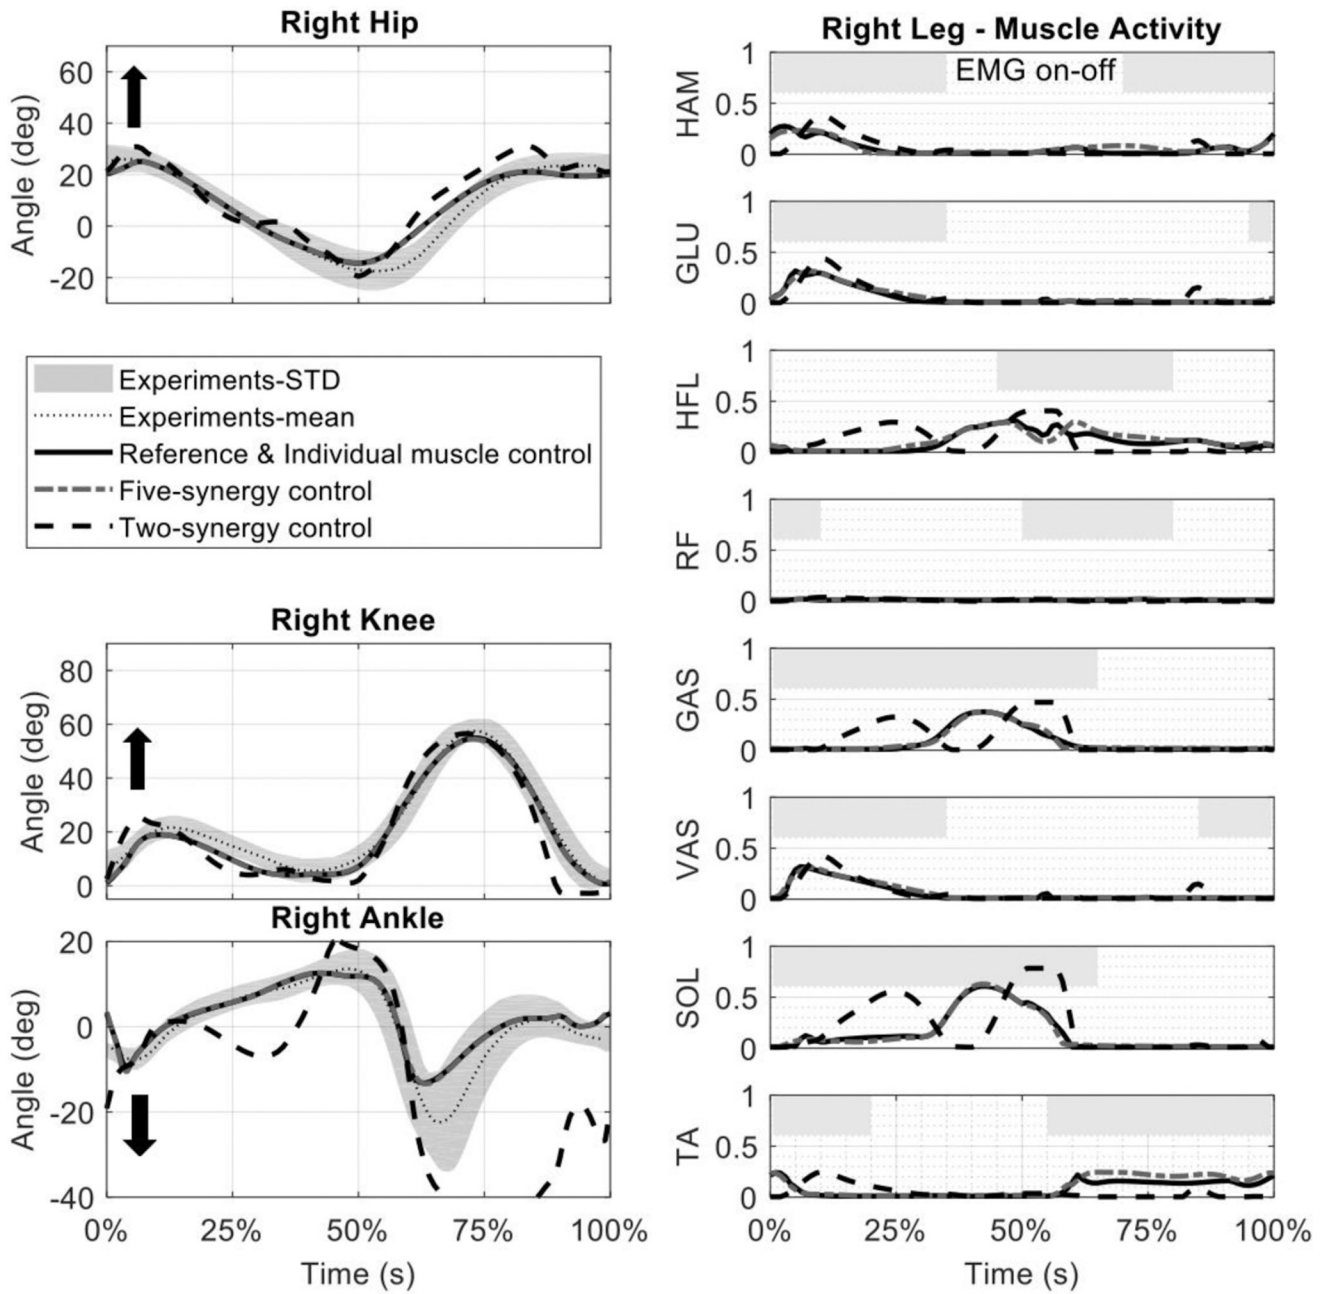 Right Hip
60
40
20
0
-20
Angle (deg)
Experiments-STD
Experiments-mean
Reference & Individual muscle control
Five-synergy control
Two-synergy control
Right Knee
80
60
40
20
0
Angle (deg)
Right Ankle
20
0
-20
-40
Angle (deg)
0% 25% 50% 75% 100%
Time (s)
Right Leg - Muscle Activity
EMG on-off
1
0.5
0
HAM
1
0.5
0
GLU
1
0.5
0
HFL
1
0.5
0
RF
1
0.5
0
GAS
1
0.5
0
VAS
1
0.5
0
SOL
1
0.5
0
TA
0% 25% 50% 75% 100%
Time (s)